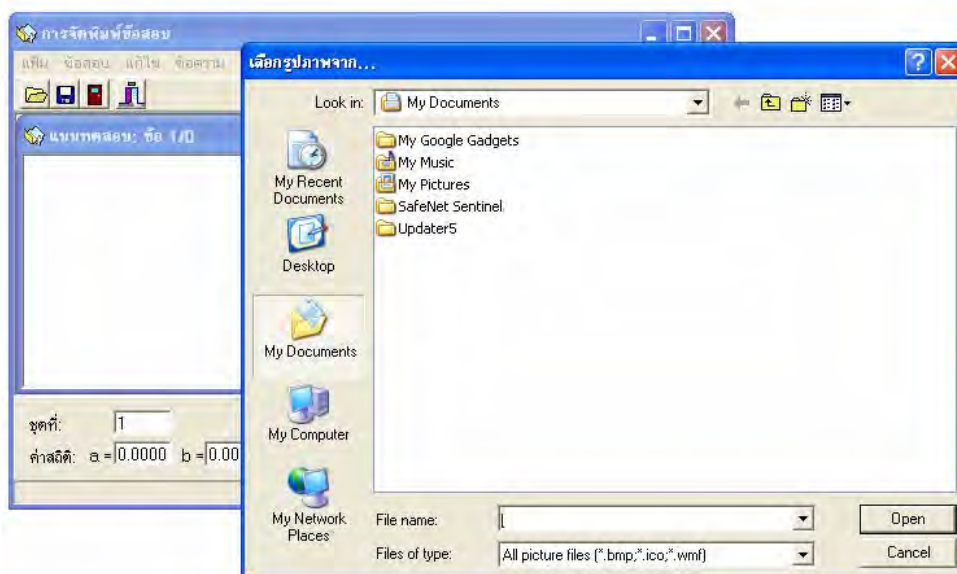 การจัดพิมพ์ข้อสอบ
แฟ้ม ข้อสอบ แก้ไข ข้อความ
แบบทดสอบ: ข้อ 1/0
ชุดที่: 1
ค่าสถิติ: a = 0.0000 b = 0.00
เลือกรูปภาพจาก...
Look in: My Documents
My Recent Documents
Desktop
My Documents
My Computer
My Network Places
My Google Gadgets
My Music
My Pictures
SafeNet Sentinel
Updater5
File name:
Open
Files of type: All picture files (*.bmp;*.ico;*.wmf)
Cancel